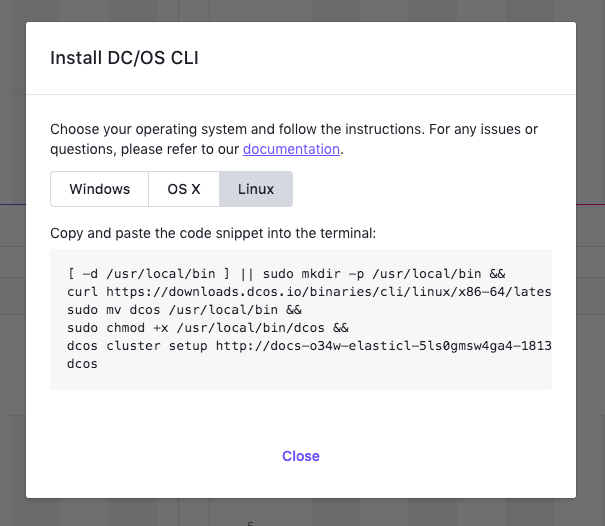 Install DC/OS CLI
Choose your operating system and follow the instructions. For any issues or
questions, please refer to our documentation.
Windows OS X Linux
Copy and paste the code snippet into the terminal:
[ -d /usr/local/bin ] || sudo mkdir -p /usr/local/bin &&
curl https://downloads.dcos.io/binaries/cli/linux/x86-64/lates
sudo mv dcos /usr/local/bin &&
sudo chmod +x /usr/local/bin/dcos &&
dcos cluster setup http://docs-o34w-elasticl-5ls0gmsw4ga4-1813
dcos
Close